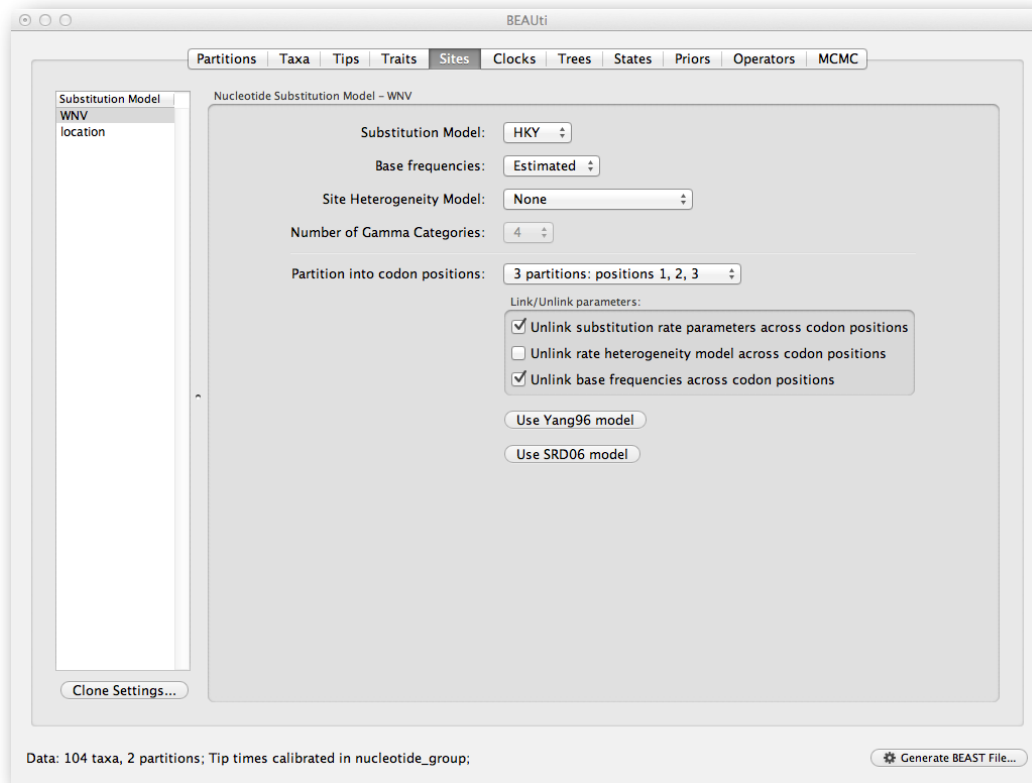 BEAUti
Partitions Taxa Tips Traits Sites Clocks Trees States Priors Operators MCMC
Substitution Model
WNV
location
Clone Settings...
Nucleotide Substitution Model – WNV
Substitution Model: HKY
Base frequencies: Estimated
Site Heterogeneity Model: None
Number of Gamma Categories: 4
Partition into codon positions: 3 partitions: positions 1, 2, 3
Link/Unlink parameters:
Unlink substitution rate parameters across codon positions
Unlink rate heterogeneity model across codon positions
Unlink base frequencies across codon positions
Use Yang96 model
Use SRD06 model
Data: 104 taxa, 2 partitions; Tip times calibrated in nucleotide_group;
Generate BEAST File...